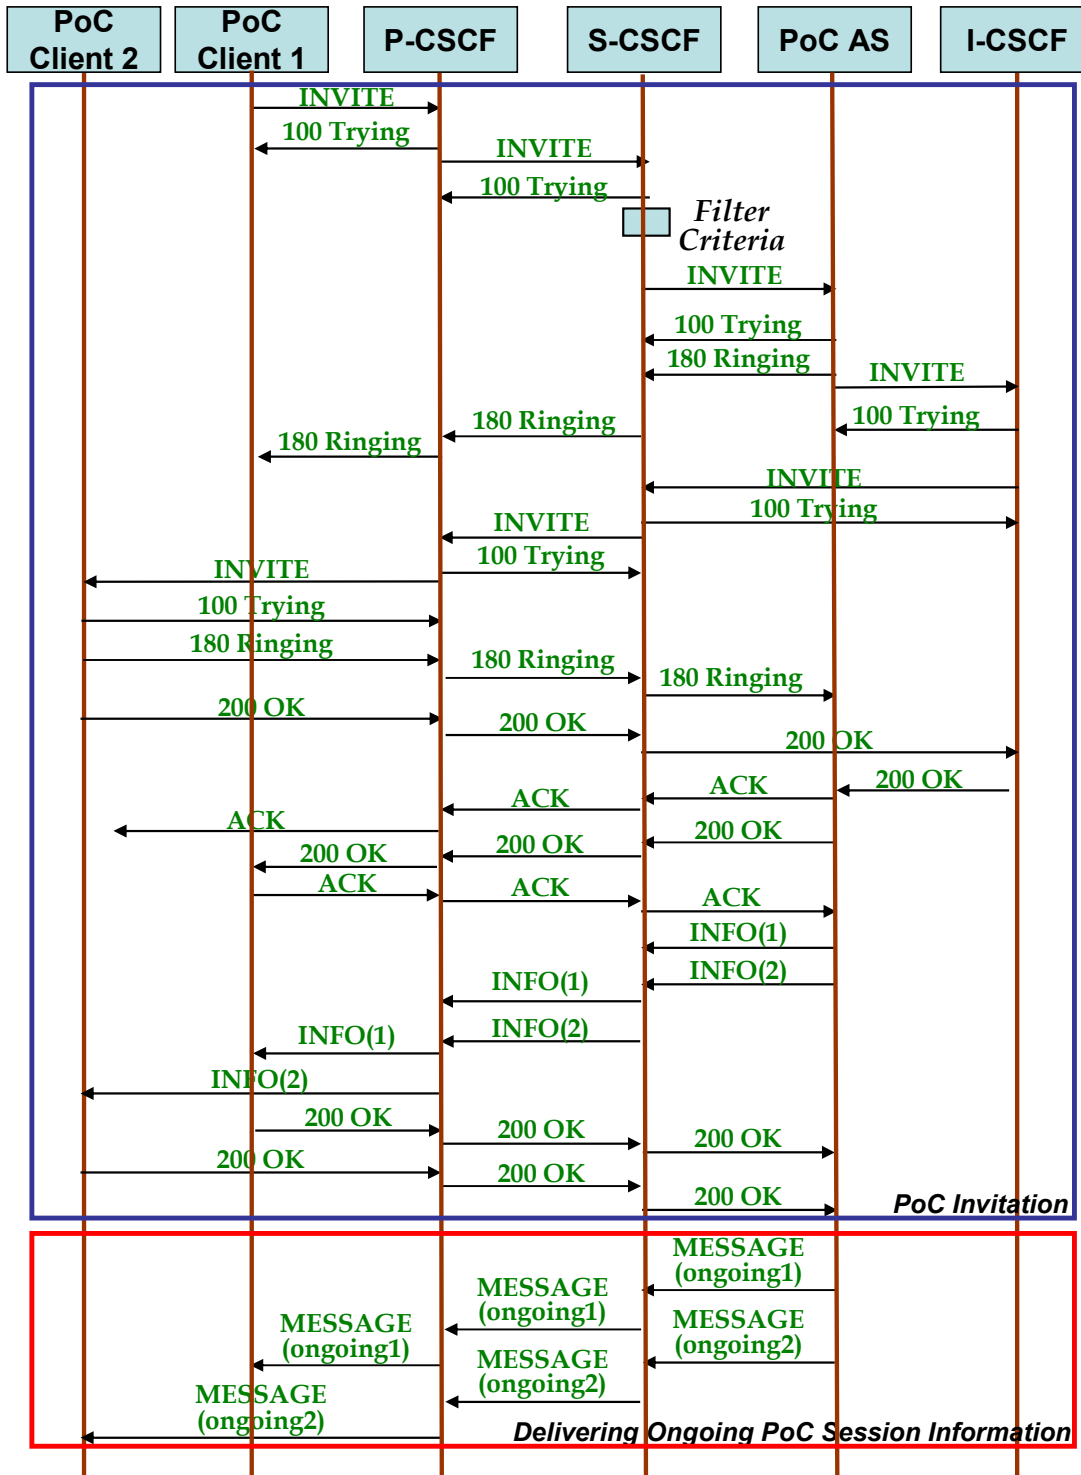 PoC
Client 2
PoC
Client 1
P-CSCF
S-CSCF
PoC AS
I-CSCF
INVITE
100 Trying
INVITE
100 Trying
Filter
Criteria
INVITE
100 Trying
180 Ringing
INVITE
100 Trying
180 Ringing
180 Ringing
INVITE
100 Trying
INVITE
100 Trying
INVITE
100 Trying
180 Ringing
180 Ringing
180 Ringing
200 OK
200 OK
200 OK
200 OK
ACK
ACK
ACK
200 OK
200 OK
200 OK
ACK
ACK
ACK
INFO(1)
INFO(2)
INFO(1)
INFO(2)
INFO(1)
INFO(2)
200 OK
200 OK
200 OK
200 OK
200 OK
200 OK
PoC Invitation
MESSAGE
(ongoing1)
MESSAGE
(ongoing1)
MESSAGE
(ongoing1)
MESSAGE
(ongoing2)
MESSAGE
(ongoing2)
MESSAGE
(ongoing2)
Delivering Ongoing PoC Session Information